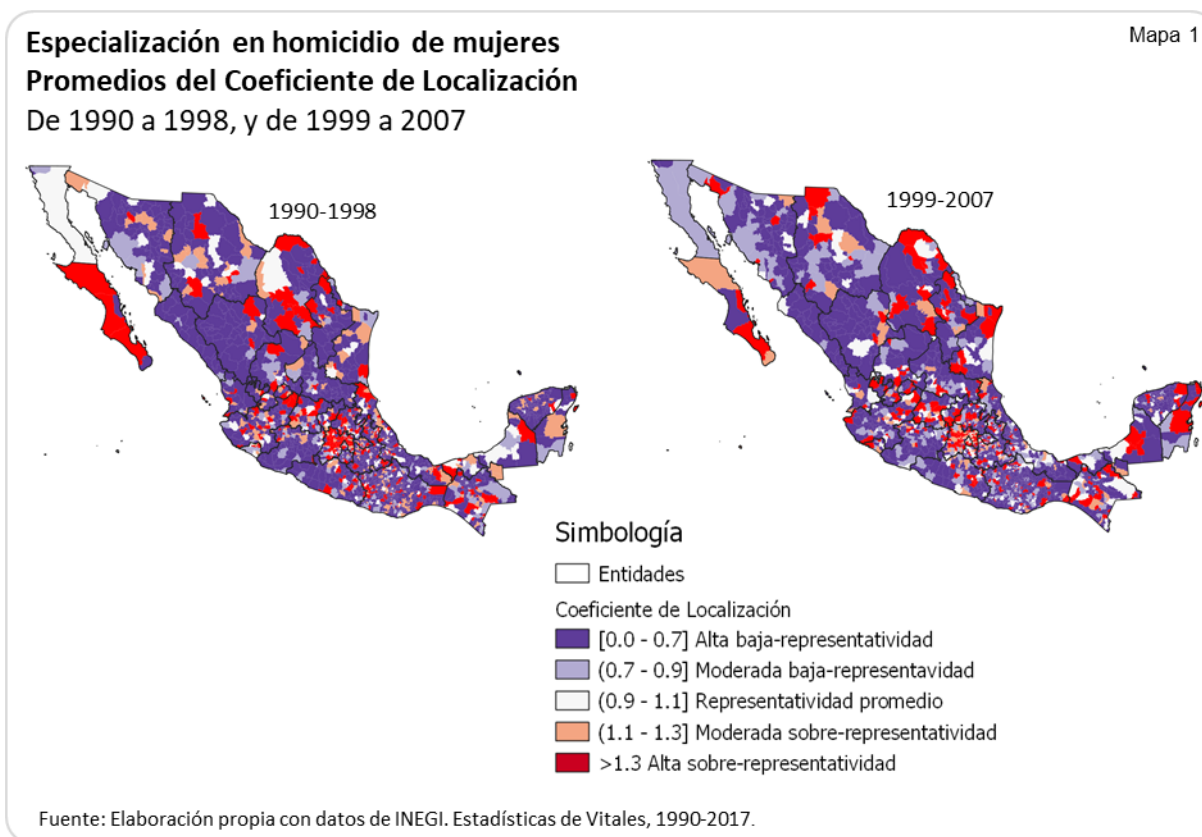 Mapa 1
Especialización en homicidio de mujeres
Promedios del Coeficiente de Localización
De 1990 a 1998, y de 1999 a 2007
1990-1998
1999-2007
Simbología
Entidades
Coeficiente de Localización
[0.0 - 0.7] Alta baja-representatividad
(0.7 - 0.9] Moderada baja-representavidad
(0.9 - 1.1] Representatividad promedio
(1.1 - 1.3] Moderada sobre-representatividad
>1.3 Alta sobre-representatividad
Fuente: Elaboración propia con datos de INEGI. Estadísticas de Vitales, 1990-2017.